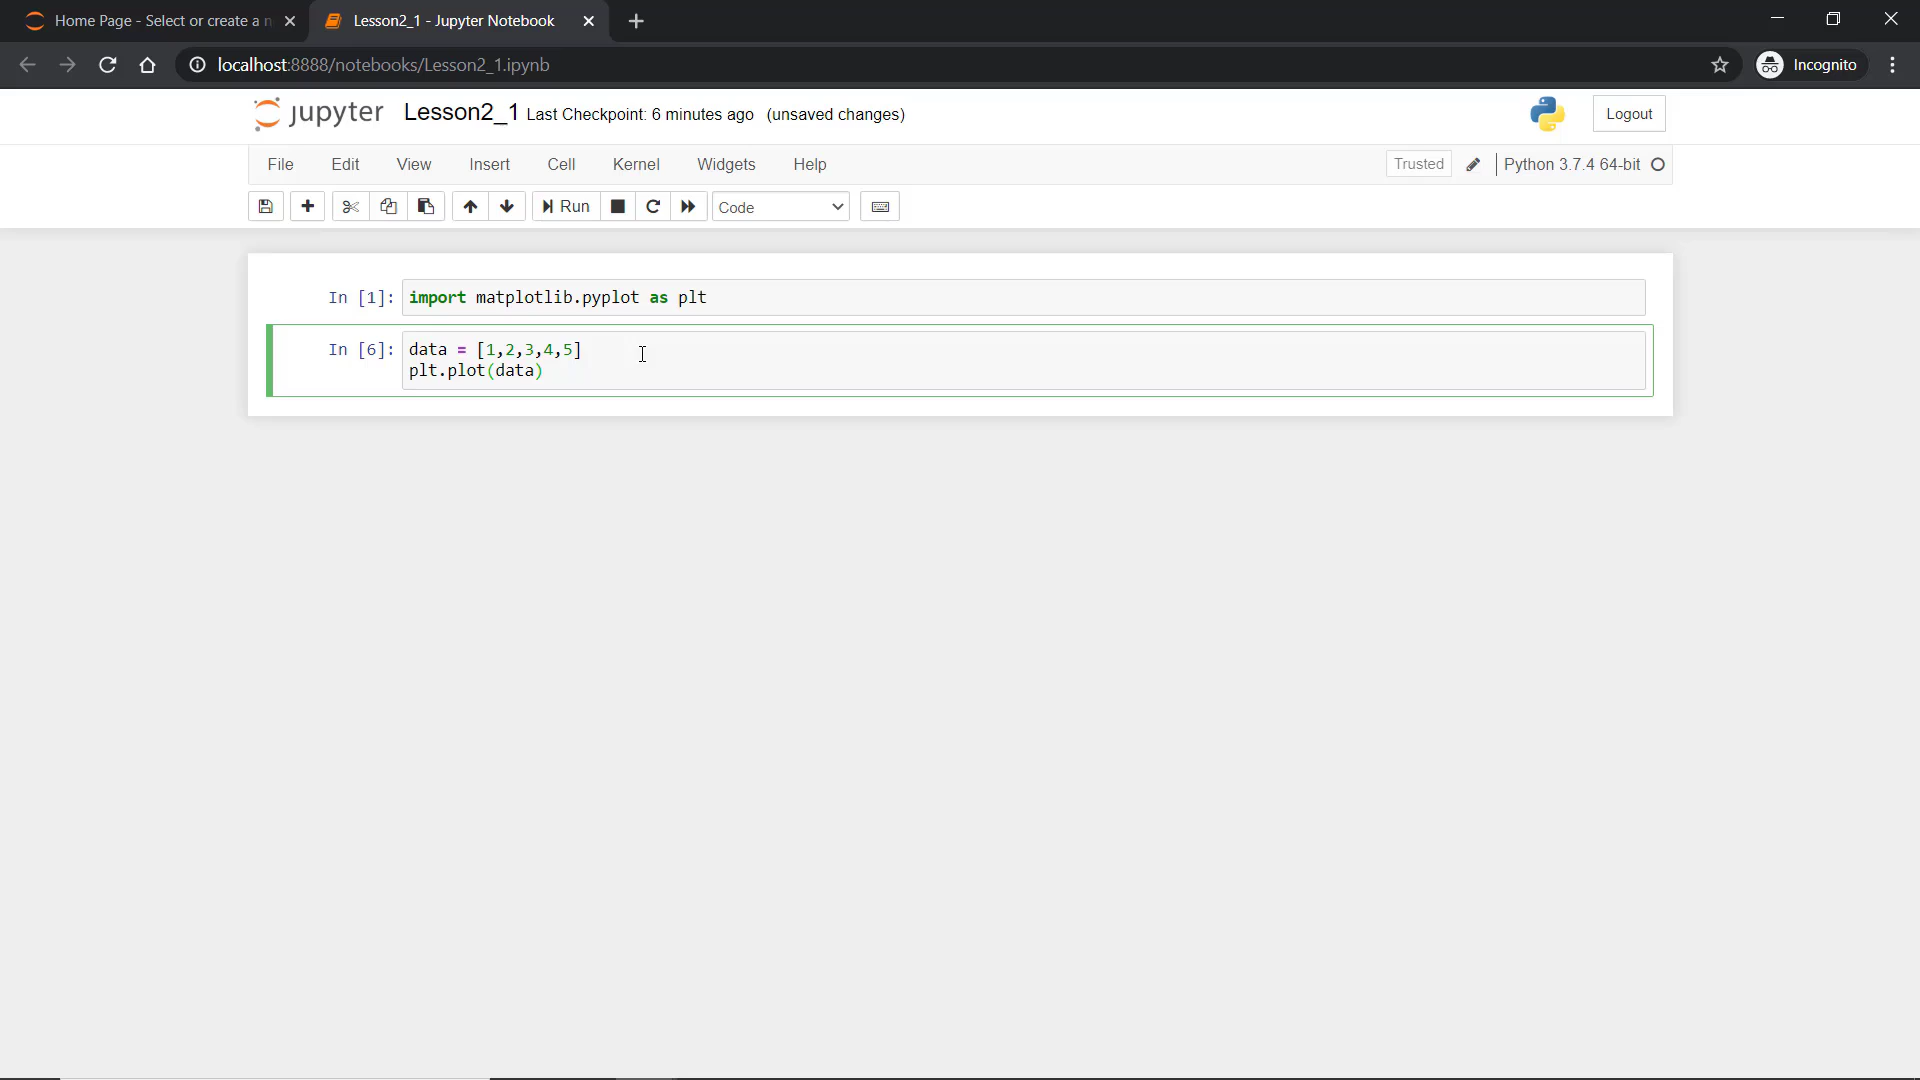 Home Page - Select or create a n
Lesson2_1 - Jupyter Notebook
localhost:8888/notebooks/Lesson2_1.ipynb
Incognito
jupyter Lesson2_1 Last Checkpoint: 6 minutes ago (unsaved changes)
Logout
File Edit View Insert Cell Kernel Widgets Help
Trusted
Python 3.7.4 64-bit
Run
Code
In [1]: import matplotlib.pyplot as plt
In [6]: data = [1,2,3,4,5]
plt.plot(data)